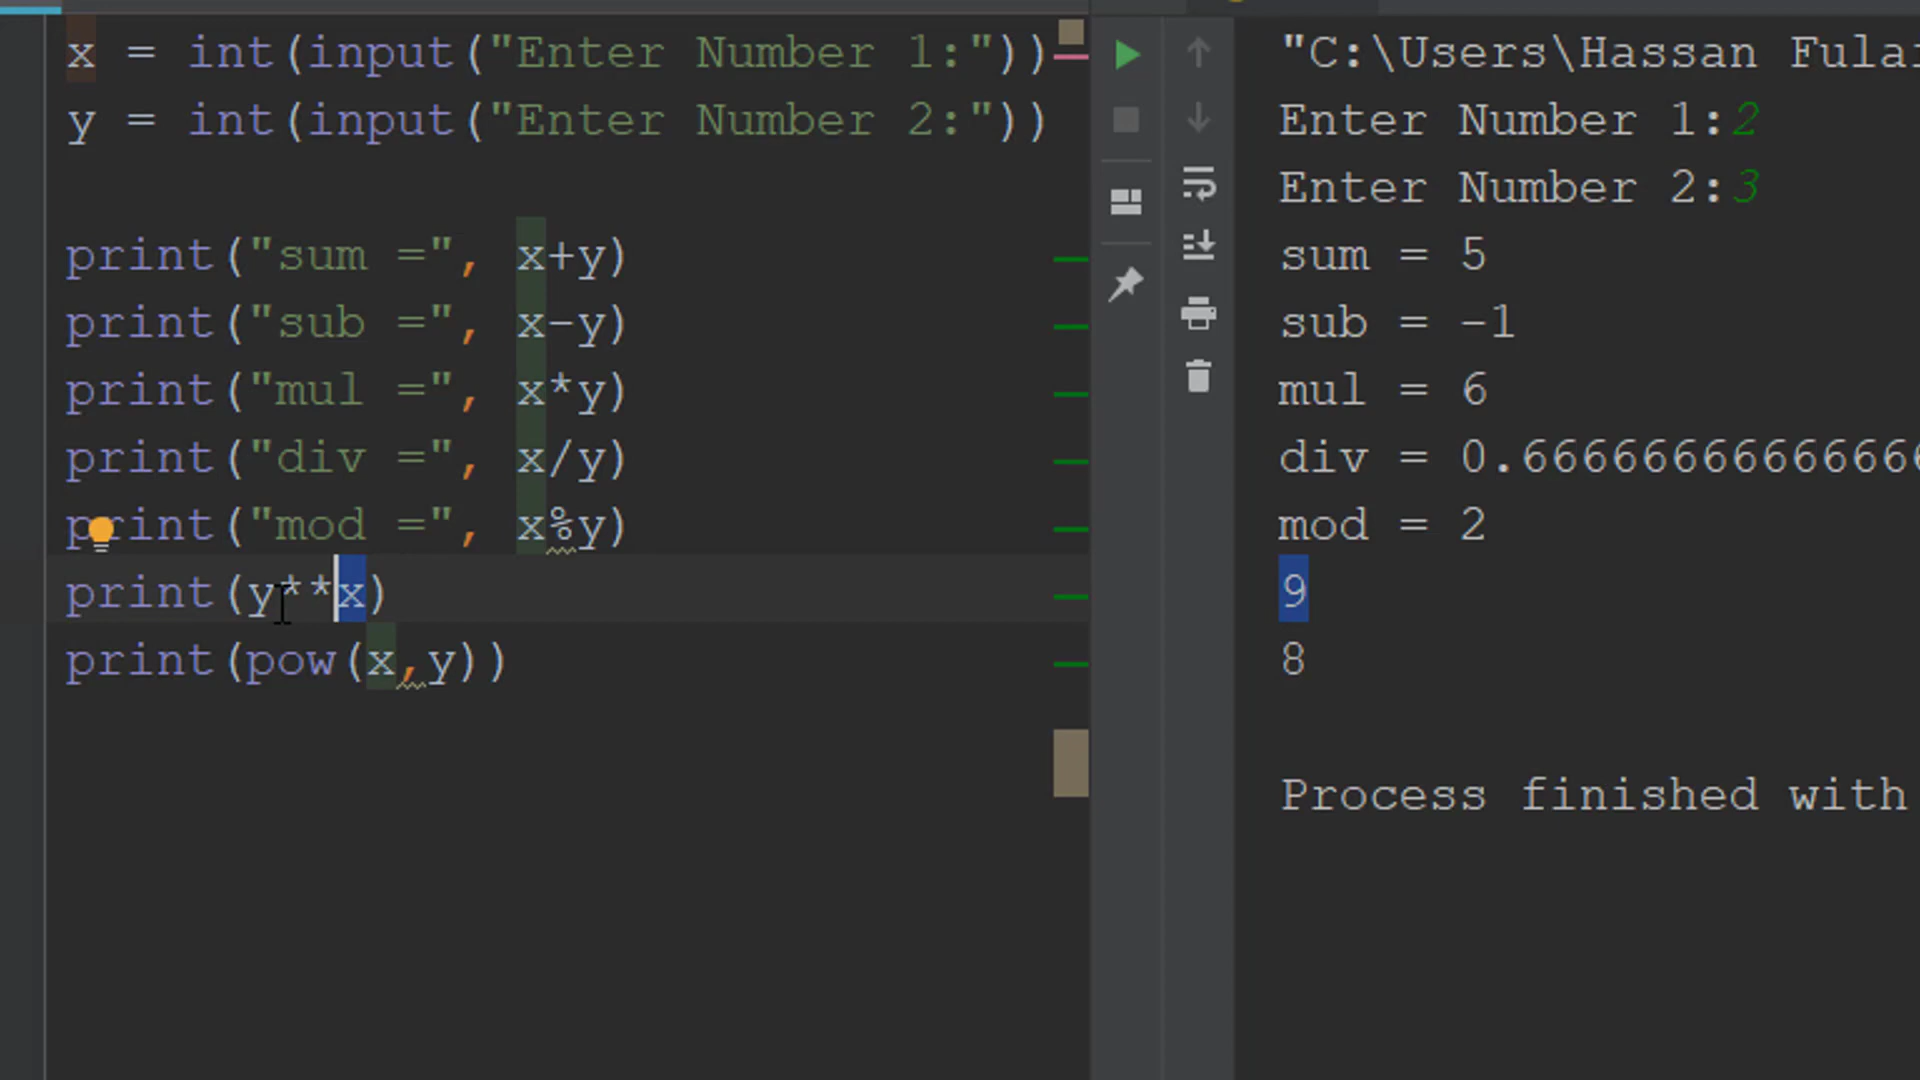 x = int(input("Enter Number 1:"))
y = int(input("Enter Number 2:"))
print("sum =", x+y)
print("sub =", x-y)
print("mul =", x*y)
print("div =", x/y)
print("mod =", x%y)
print(y**x)
print(pow(x,y))
"C:\Users\Hassan
Enter Number 1:2
Enter Number 2:3
sum = 5
sub = -1
mul = 6
div = 0.66666666666666
mod = 2
9
8
Process finished with